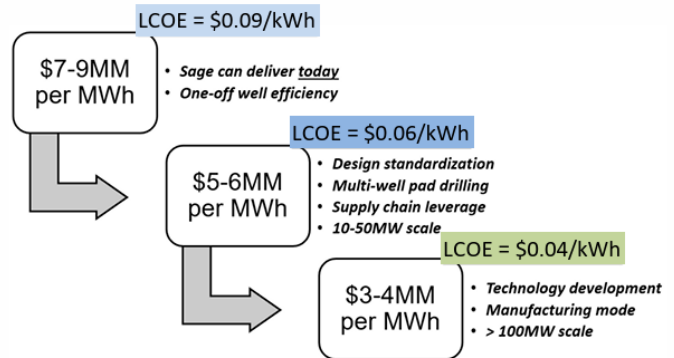 LCOE = $0.09/kWh
$7-9MM
per MWh
• Sage can deliver today
• One-off well efficiency
LCOE = $0.06/kWh
$5-6MM
per MWh
• Design standardization
• Multi-well pad drilling
• Supply chain leverage
• 10-50MW scale
LCOE = $0.04/kWh
$3-4MM
per MWh
• Technology development
• Manufacturing mode
• > 100MW scale